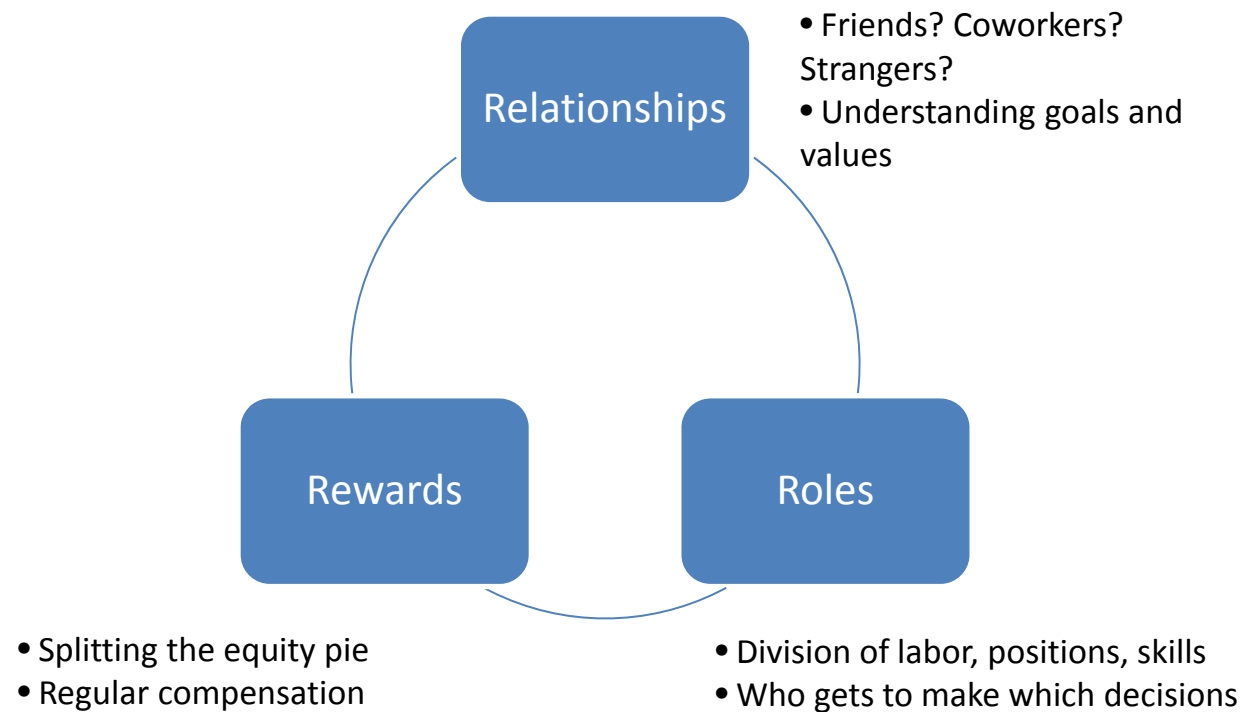 Relationships
• Friends? Coworkers?
Strangers?
• Understanding goals and
values
Rewards
Roles
• Splitting the equity pie
• Regular compensation
• Division of labor, positions, skills
• Who gets to make which decisions